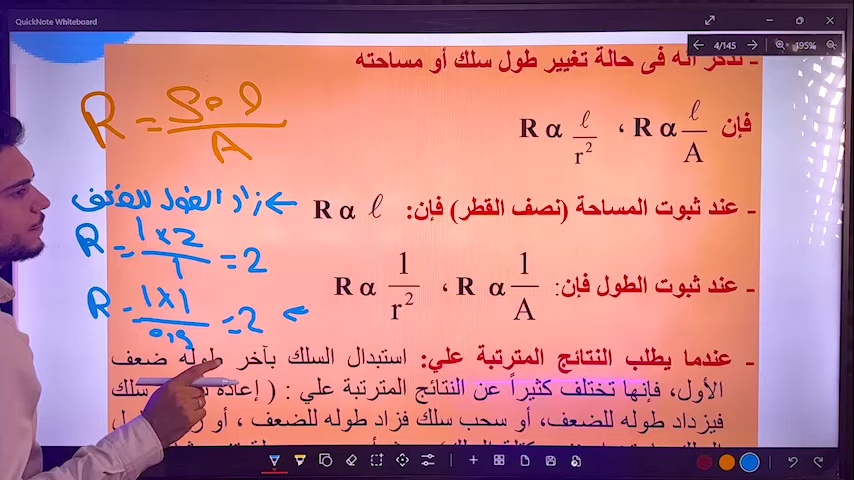 QuickNote Whiteboard
4/145
195%
- تذكر أنه فى حالة تغيير طول سلك أو مساحته
فإن R α ℓ/A ، R α ℓ/r²
R = ρe ℓ/A
- عند ثبوت المساحة (نصف القطر) فإن: R α ℓ
← زاد الطول للضعف
R = 1×2/1 = 2
- عند ثبوت الطول فإن: R α 1/A ، R α 1/r²
R = 1×1/0,5 = 2 ←
- عندما يطلب النتائج المترتبة علي: استبدال السلك بآخر طوله ضعف
الأول، فإنها تختلف كثيراً عن النتائج المترتبة علي : ( إعادة سلك
فيزداد طوله للضعف، أو سحب سلك فزاد طوله للضعف ، أو